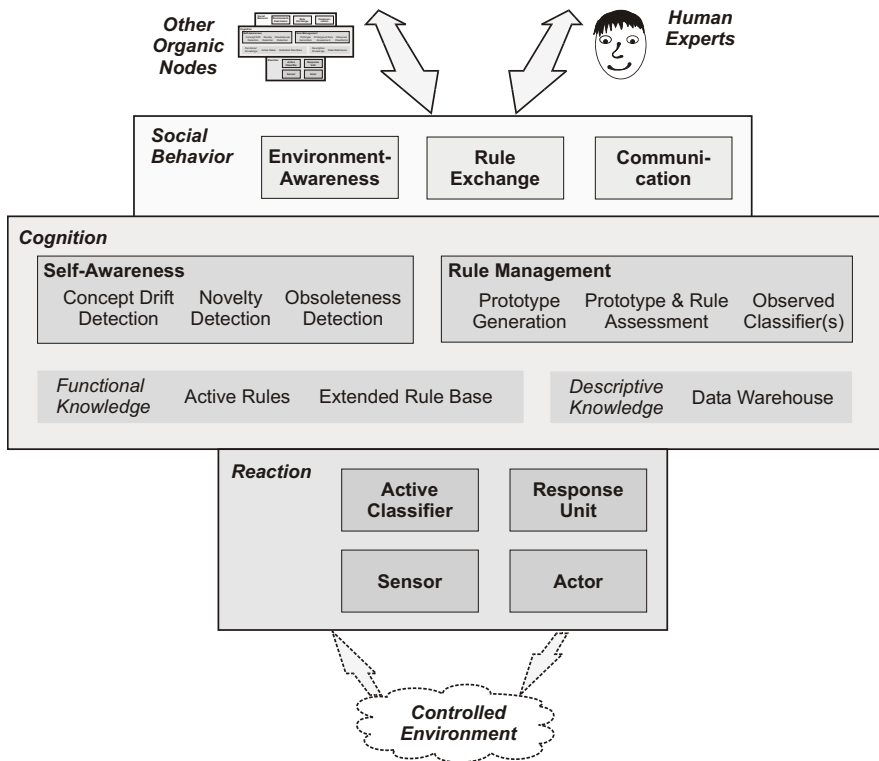 Other
Organic
Nodes
Human
Experts
Social
Behavior
Environment-
Awareness
Rule
Exchange
Communi-
cation
Cognition
Self-Awareness
Concept Drift
Detection
Novelty
Detection
Obsoleteness
Detection
Rule Management
Prototype
Generation
Prototype & Rule
Assessment
Observed
Classifier(s)
Functional
Knowledge
Active Rules
Extended Rule Base
Descriptive
Knowledge
Data Warehouse
Reaction
Active
Classifier
Response
Unit
Sensor
Actor
Controlled
Environment